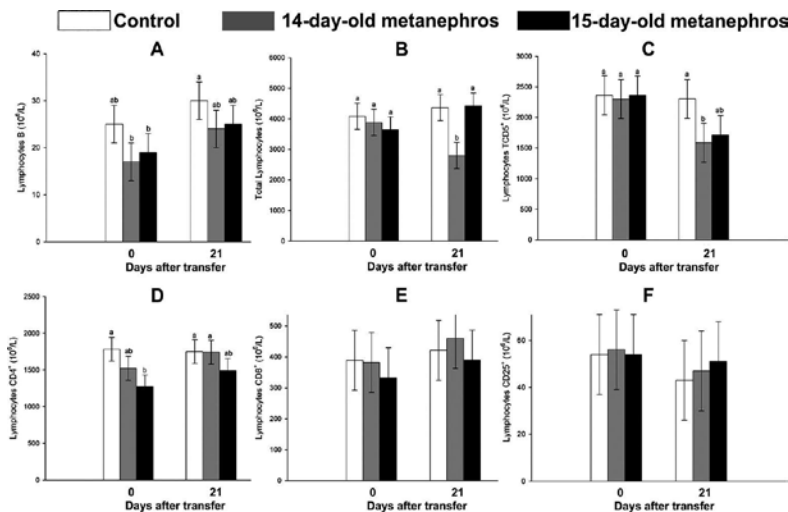 Control 14-day-old metanephros 15-day-old metanephros
A
Lymphocytes B (10⁶/L)
40
30
20
10
0
ab
b
b
a
ab
ab
0 21
Days after transfer
B
Total Lymphocytes (10⁶/L)
6000
5000
4000
3000
2000
1000
0
a
a
a
a
b
a
0 21
Days after transfer
C
Lymphocytes TCD5⁺ (10⁶/L)
3000
2500
2000
1500
1000
500
0
a
a
a
a
b
ab
0 21
Days after transfer
D
Lymphocytes CD4⁺ (10⁶/L)
2500
2000
1500
1000
500
0
a
ab
b
a
a
ab
0 21
Days after transfer
E
Lymphocytes CD8⁺ (10⁶/L)
500
400
300
200
100
0
0 21
Days after transfer
F
Lymphocytes CD25⁺ (10⁶/L)
60
40
20
0
0 21
Days after transfer